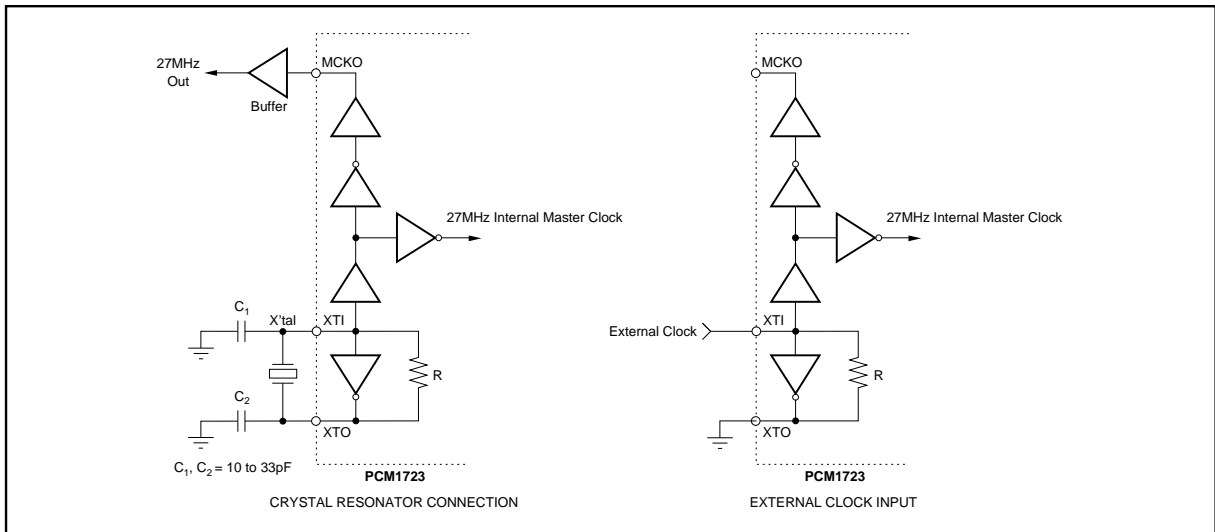 27MHz
Out
Buffer
MCKO
27MHz Internal Master Clock
C₁
X'tal
XTI
R
C₂
XTO
C₁, C₂ = 10 to 33pF
PCM1723
CRYSTAL RESONATOR CONNECTION
MCKO
27MHz Internal Master Clock
External Clock
XTI
R
XTO
PCM1723
EXTERNAL CLOCK INPUT